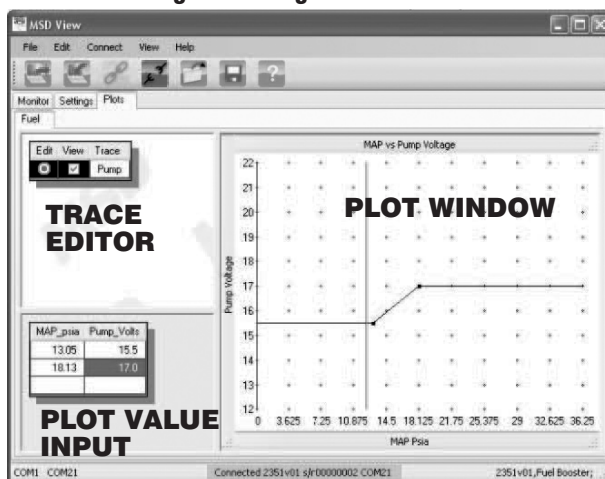 MSD View
File Edit Connect View Help
Monitor Settings Plots
Fuel
Edit View Trace
Pump
TRACE
EDITOR
MAP_psia Pump_Volts
13.05 15.5
18.13 17.0
PLOT VALUE
INPUT
MAP vs Pump Voltage
PLOT WINDOW
Pump Voltage
22
21
20
19
18
17
16
15
14
13
12
0 3.625 7.25 10.875 14.5 18.125 21.75 25.375 29 32.625 36.25
MAP Psia
COM1 COM21 Connected 2351v01 s/r00000002 COM21 2351v01,Fuel Booster;